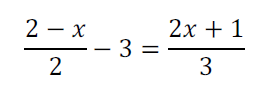 (2 − x)/2 − 3 = (2x + 1)/3